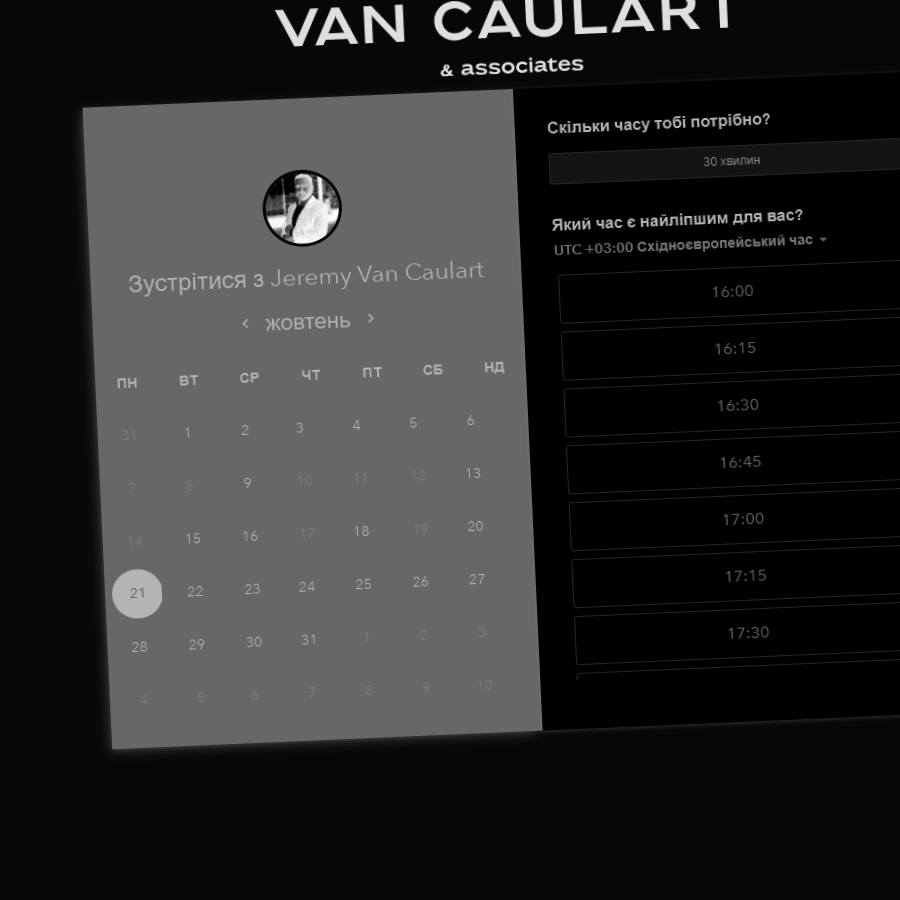 VAN CAULART
& associates
Зустрітися з Jeremy Van Caulart
жовтень
ПН ВТ СР ЧТ ПТ СБ НД
31 1 2 3 4 5 6
7 8 9 10 11 12 13
14 15 16 17 18 19 20
21 22 23 24 25 26 27
28 29 30 31 1 2 3
4 5 6 7 8 9 10
Скільки часу тобі потрібно?
30 хвилин
Який час є найліпшим для вас?
UTC +03:00 Східноєвропейський час
16:00
16:15
16:30
16:45
17:00
17:15
17:30